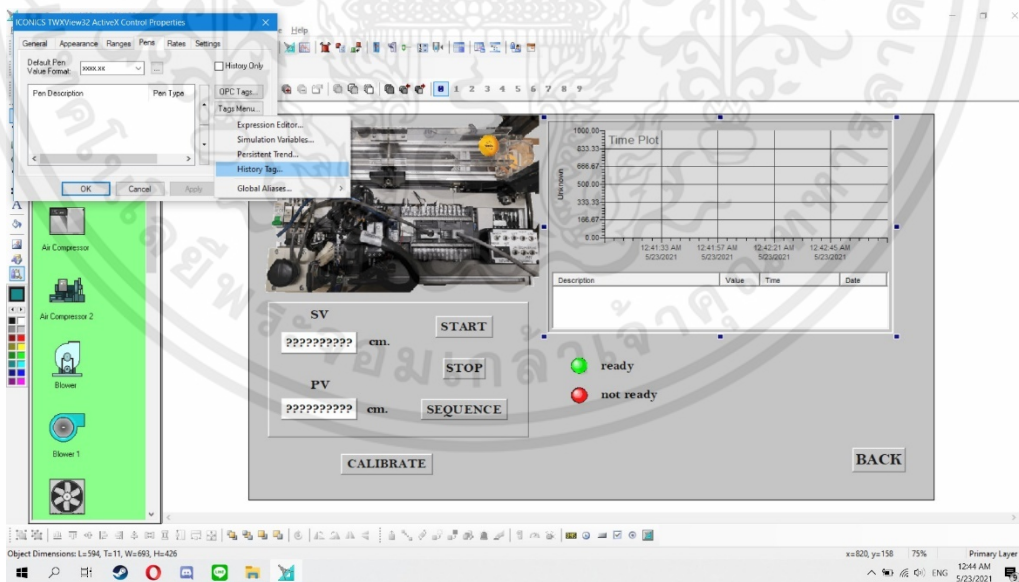 ICONICS TWXView32 ActiveX Control Properties
General Appearance Ranges Pens Rates Settings
Help
Default Pen
Value Format:
xxxx.xx
...
History Only
Pen Description Pen Type
OPC Tags...
Tags Menu...
Expression Editor...
Simulation Variables...
Persistent Trend...
History Tag...
Global Aliases...
OK Cancel Apply
0 1 2 3 4 5 6 7 8 9
Air Compressor
Air Compressor 2
Blower
Blower 1
Time Plot
1000.00
833.33
666.67
500.00
333.33
166.67
0.00
Unknown
12:41:33 AM 12:41:57 AM 12:42:21 AM 12:42:45 AM
5/23/2021 5/23/2021 5/23/2021 5/23/2021
Description Value Time Date
SV
?????????? cm.
START
STOP
PV
?????????? cm.
SEQUENCE
CALIBRATE
ready
not ready
BACK
Object Dimensions: L=594, T=11, W=693, H=426
x=820, y=158 75% Primary Layer
ENG
12:44 AM
5/23/2021